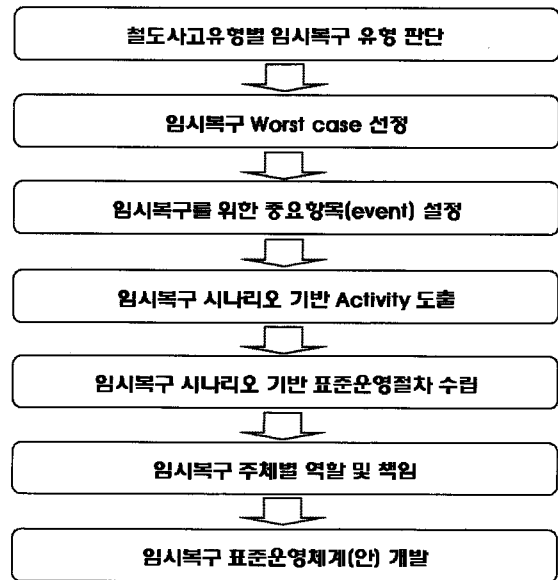 철도사고유형별 임시복구 유형 판단
임시복구 Worst case 선정
임시복구를 위한 중요항목(event) 설정
임시복구 시나리오 기반 Activity 도출
임시복구 시나리오 기반 표준운영절차 수립
임시복구 주체별 역할 및 책임
임시복구 표준운영체계(안) 개발